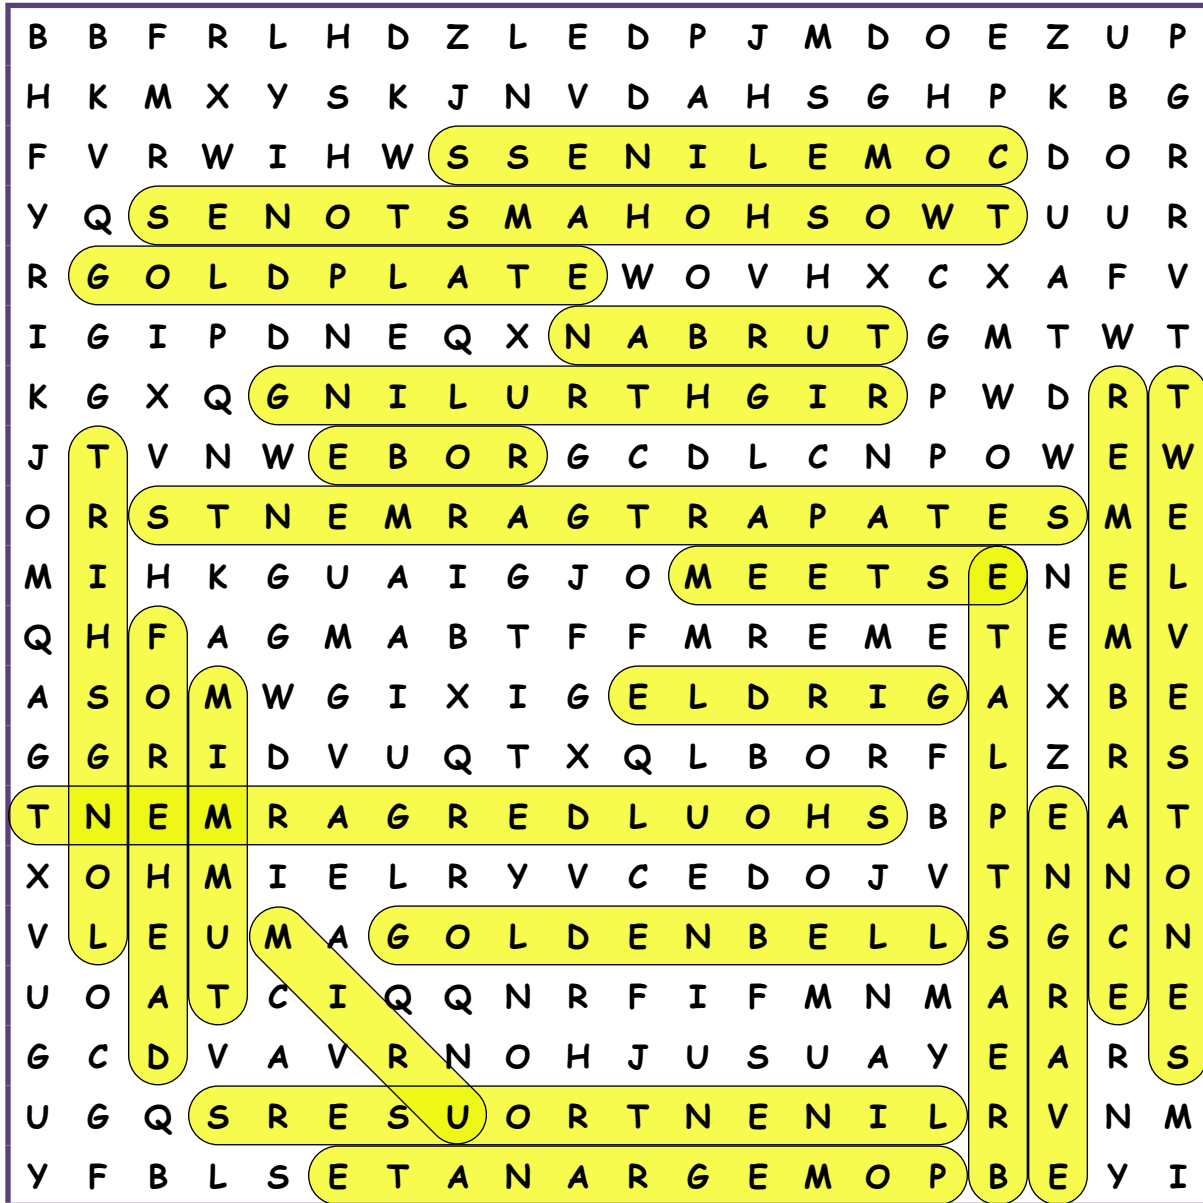 B B F R L H D Z L E D P J M D O E Z U P
H K M X Y S K J N V D A H S G H P K B G
F V R W I H W S S E N I L E M O C D O R
Y Q S E N O T S M A H O H S O W T U U R
R G O L D P L A T E W O V H X C X A F V
I G I P D N E Q X N A B R U T G M T W T
K G X Q G N I L U R T H G I R P W D R T
J T V N W E B O R G C D L C N P O W E W
O R S T N E M R A G T R A P A T E S M E
M I H K G U A I G J O M E E T S E N E L
Q H F A G M A B T F F M R E M E T E M V
A S O M W G I X I G E L D R I G A X B E
G G R I D V U Q T X Q L B O R F L Z R S
T N E M R A G R E D L U O H S B P E A T
X O H M I E L R Y V C E D O J V T N N O
V L E U M A G O L D E N B E L L S G C N
U O A T C I Q Q N R F I F M N M A R E E
G C D V A V R N O H J U S U A Y E A R S
U G Q S R E S U O R T N E N I L R V N M
Y F B L S E T A N A R G E M O P B E Y I